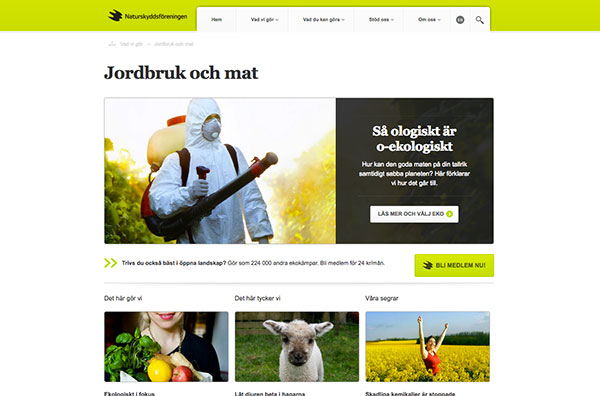 Naturskyddsföreningen
Hem Vad vi gör Vad du kan göra Stöd oss Om oss EN
Vad vi gör → Jordbruk och mat
Jordbruk och mat
Så ologiskt är
o-ekologiskt
Hur kan den goda maten på din tallrik
samtidigt sabba planeten? Här förklarar
vi hur det går till.
LÄS MER OCH VÄLJ EKO
Trivs du också bäst i öppna landskap? Gör som 224 000 andra ekokämpar. Bli medlem för 24 kr/mån.
BLI MEDLEM NU!
Det här gör vi Det här tycker vi Våra segrar
Ekologiskt i fokus Låt djuren beta i hagarna Skadliga kemikalier är stoppade